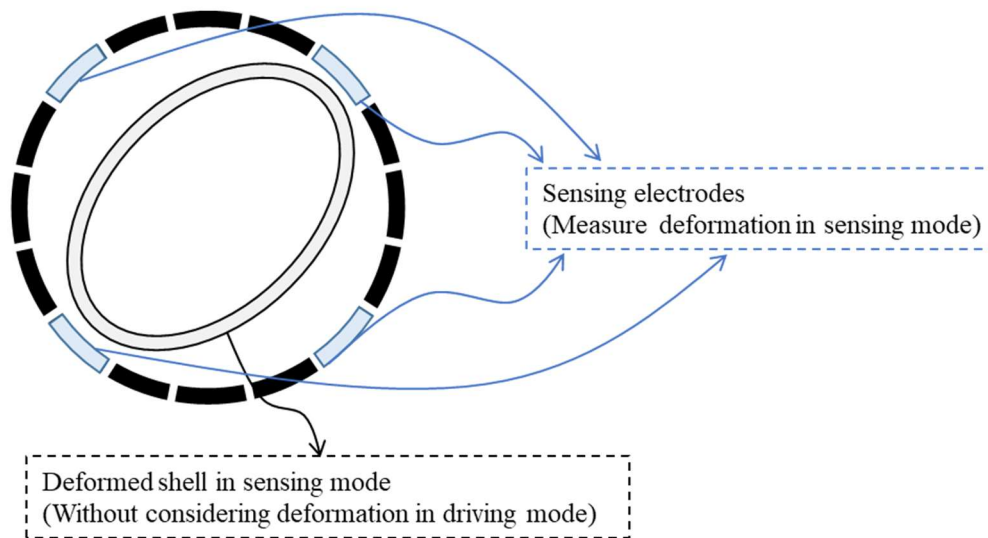 Sensing electrodes
(Measure deformation in sensing mode)
Deformed shell in sensing mode
(Without considering deformation in driving mode)